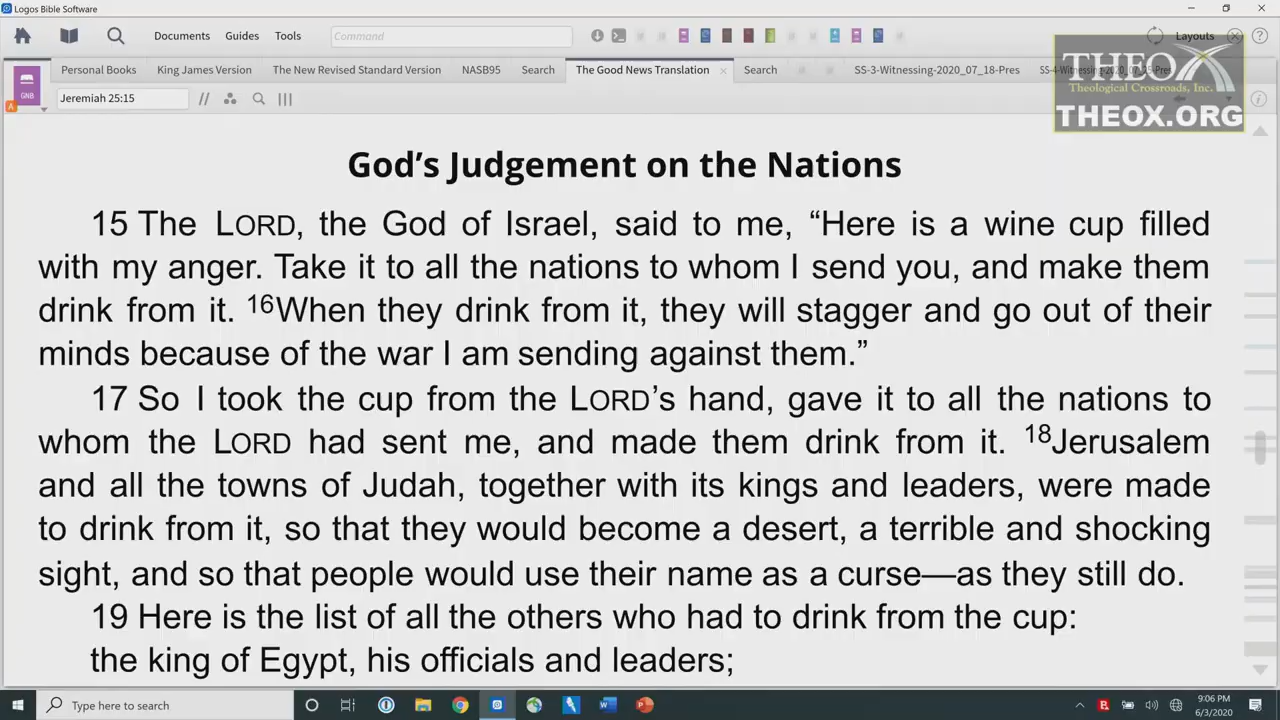 Logos Bible Software
Documents Guides Tools Command Layouts
Personal Books King James Version The New Revised Standard NASB95 Search The Good News Translation Search SS-3-Witnessing-2020_07_18-Pres
GNB Jeremiah 25:15
THEOX
Theological Crossroads, Inc.
THEOX.ORG
God’s Judgement on the Nations
15 The LORD, the God of Israel, said to me, “Here is a wine cup filled
with my anger. Take it to all the nations to whom I send you, and make them
drink from it. 16When they drink from it, they will stagger and go out of their
minds because of the war I am sending against them.”
17 So I took the cup from the LORD’s hand, gave it to all the nations to
whom the LORD had sent me, and made them drink from it. 18Jerusalem
and all the towns of Judah, together with its kings and leaders, were made
to drink from it, so that they would become a desert, a terrible and shocking
sight, and so that people would use their name as a curse—as they still do.
19 Here is the list of all the others who had to drink from the cup:
the king of Egypt, his officials and leaders;
Type here to search
9:06 PM
6/3/2020